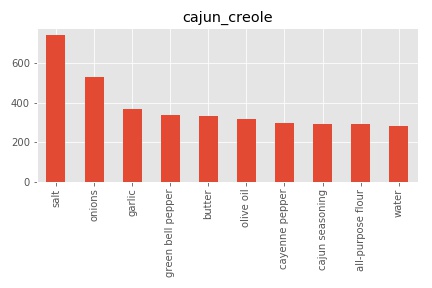 cajun_creole
600
400
200
0
salt
onions
garlic
green bell pepper
butter
olive oil
cayenne pepper
cajun seasoning
all-purpose flour
water